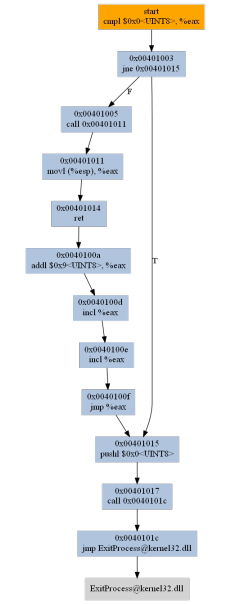 start
cmpl $0x0<UINT8>, %eax
0x00401003
jne 0x00401015
F
0x00401005
call 0x00401011
0x00401011
movl (%esp), %eax
0x00401014
ret
T
0x0040100a
addl $0x9<UINT8>, %eax
0x0040100d
incl %eax
0x0040100e
incl %eax
0x0040100f
jmp %eax
0x00401015
pushl $0x0<UINT8>
0x00401017
call 0x0040101c
0x0040101c
jmp ExitProcess@kernel32.dll
ExitProcess@kernel32.dll